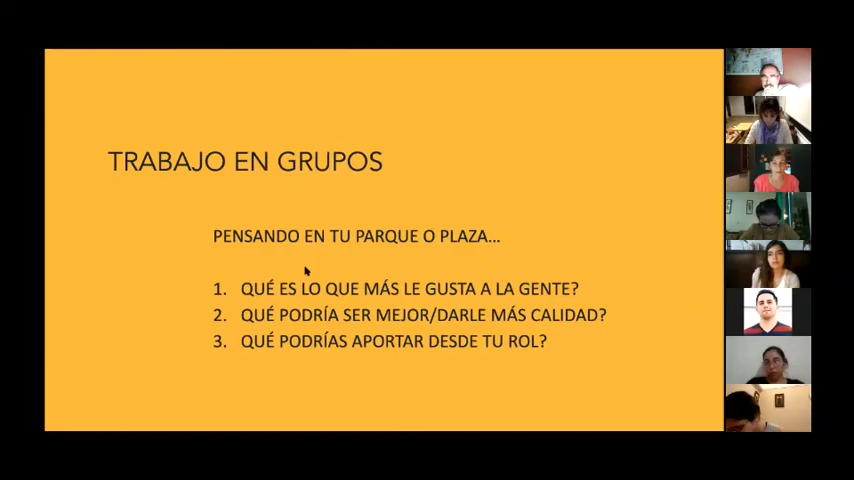 TRABAJO EN GRUPOS
PENSANDO EN TU PARQUE O PLAZA...
1. QUÉ ES LO QUE MÁS LE GUSTA A LA GENTE?
2. QUÉ PODRÍA SER MEJOR/DARLE MÁS CALIDAD?
3. QUÉ PODRÍAS APORTAR DESDE TU ROL?